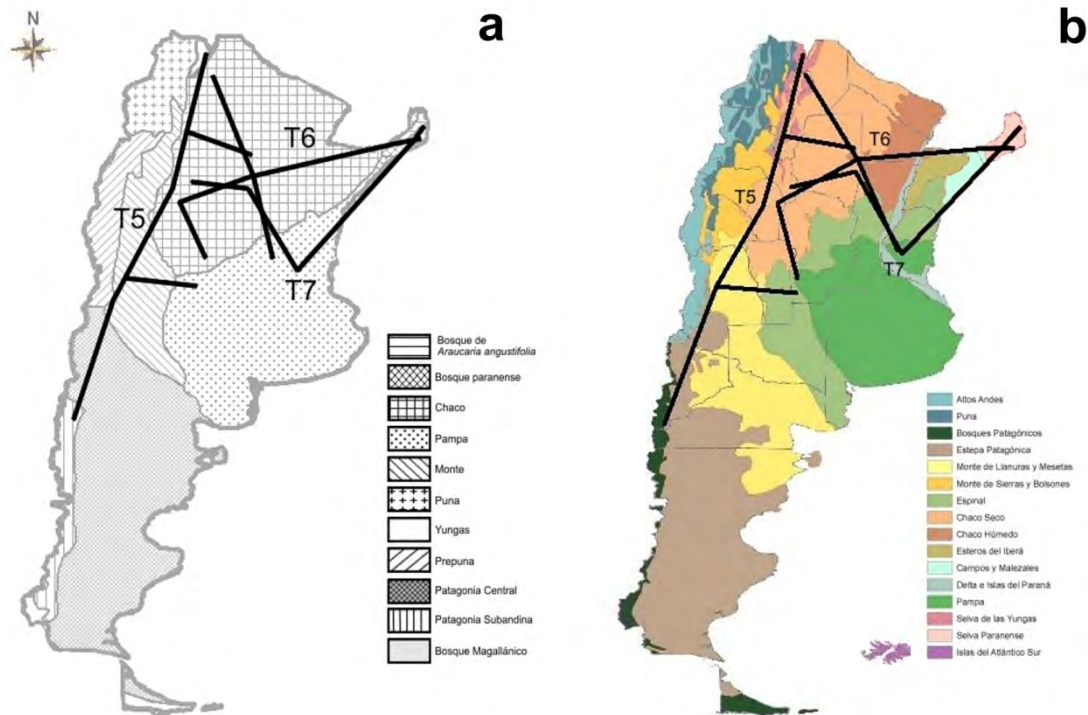 N
a
T6
T5
T7
Bosque de
Araucaria angustifolia
Bosque paranense
Chaco
Pampa
Monte
Puna
Yungas
Prepuna
Patagonia Central
Patagonia Subandina
Bosque Magallánico
b
T6
T5
T7
Altos Andes
Puna
Bosques Patagónicos
Estepa Patagónica
Monte de Llanuras y Mesetas
Monte de Sierras y Bolsones
Espinal
Chaco Seco
Chaco Húmedo
Esteros del Iberá
Campos y Malezales
Delta e Islas del Paraná
Pampa
Selva de las Yungas
Selva Paranense
Islas del Atlántico Sur